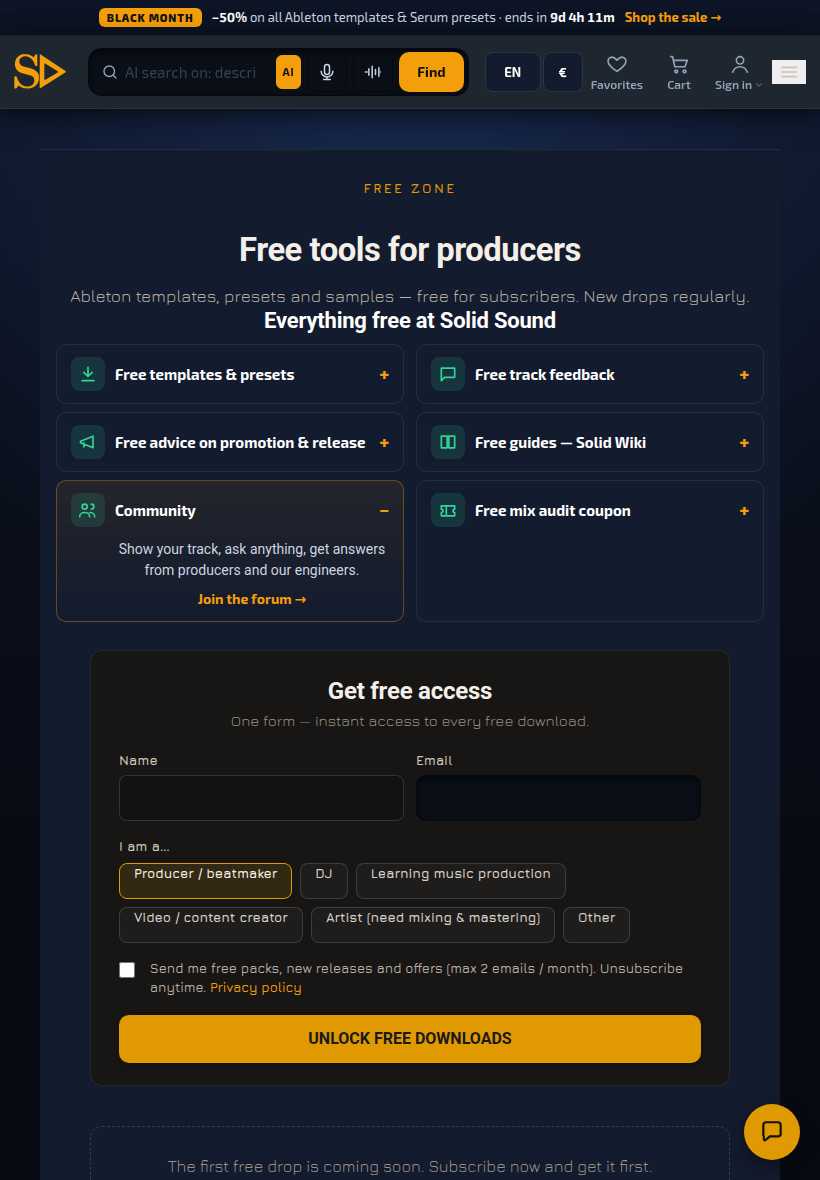 BLACK MONTH −50% on all Ableton templates & Serum presets · ends in 9d 4h 11m Shop the sale →
S
AI search on: descri
AI
Find
EN
€
Favorites
Cart
Sign in
FREE ZONE
Free tools for producers
Ableton templates, presets and samples — free for subscribers. New drops regularly.
Everything free at Solid Sound
Free templates & presets +
Free track feedback +
Free advice on promotion & release +
Free guides — Solid Wiki +
Community −
Show your track, ask anything, get answers
from producers and our engineers.
Join the forum →
Free mix audit coupon +
Get free access
One form — instant access to every free download.
Name
Email
I am a...
Producer / beatmaker
DJ
Learning music production
Video / content creator
Artist (need mixing & mastering)
Other
Send me free packs, new releases and offers (max 2 emails / month). Unsubscribe
anytime. Privacy policy
UNLOCK FREE DOWNLOADS
The first free drop is coming soon. Subscribe now and get it first.